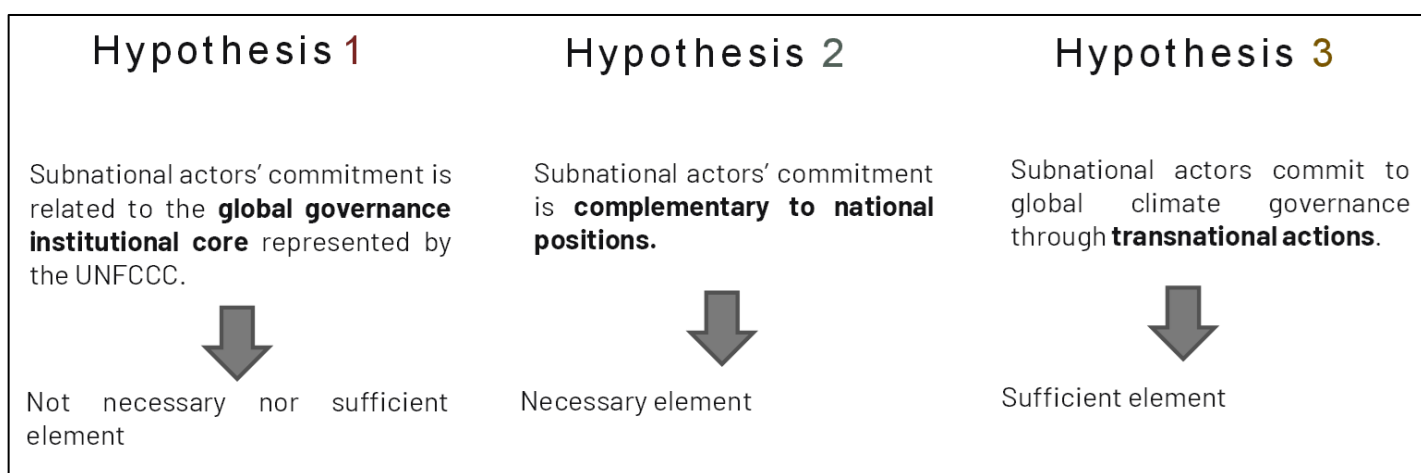 Hypothesis 1
Subnational actors’ commitment is
related to the global governance
institutional core represented by
the UNFCCC.
Not necessary nor sufficient
element
Hypothesis 2
Subnational actors’ commitment
is complementary to national
positions.
Necessary element
Hypothesis 3
Subnational actors commit to
global climate governance
through transnational actions.
Sufficient element